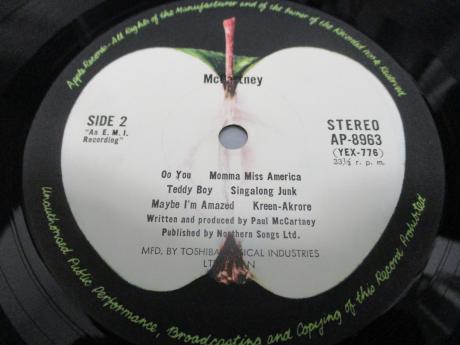 Apple Records - All Rights of the Manufacturer and of the Owner of the Recorded Work Reserved
McCartney
SIDE 2
"An E. M. I.
Recording"
STEREO
AP-8963
(YEX-776)
33⅓ r. p. m.
Oo You Momma Miss America
Teddy Boy Singalong Junk
Maybe I'm Amazed Kreen-Akrore
Written and produced by Paul McCartney
Published by Northern Songs Ltd.
MFD. BY TOSHIBA MUSICAL INDUSTRIES
LTD. JAPAN
Unauthorised Public Performance, Broadcasting and Copying of this Record Prohibited